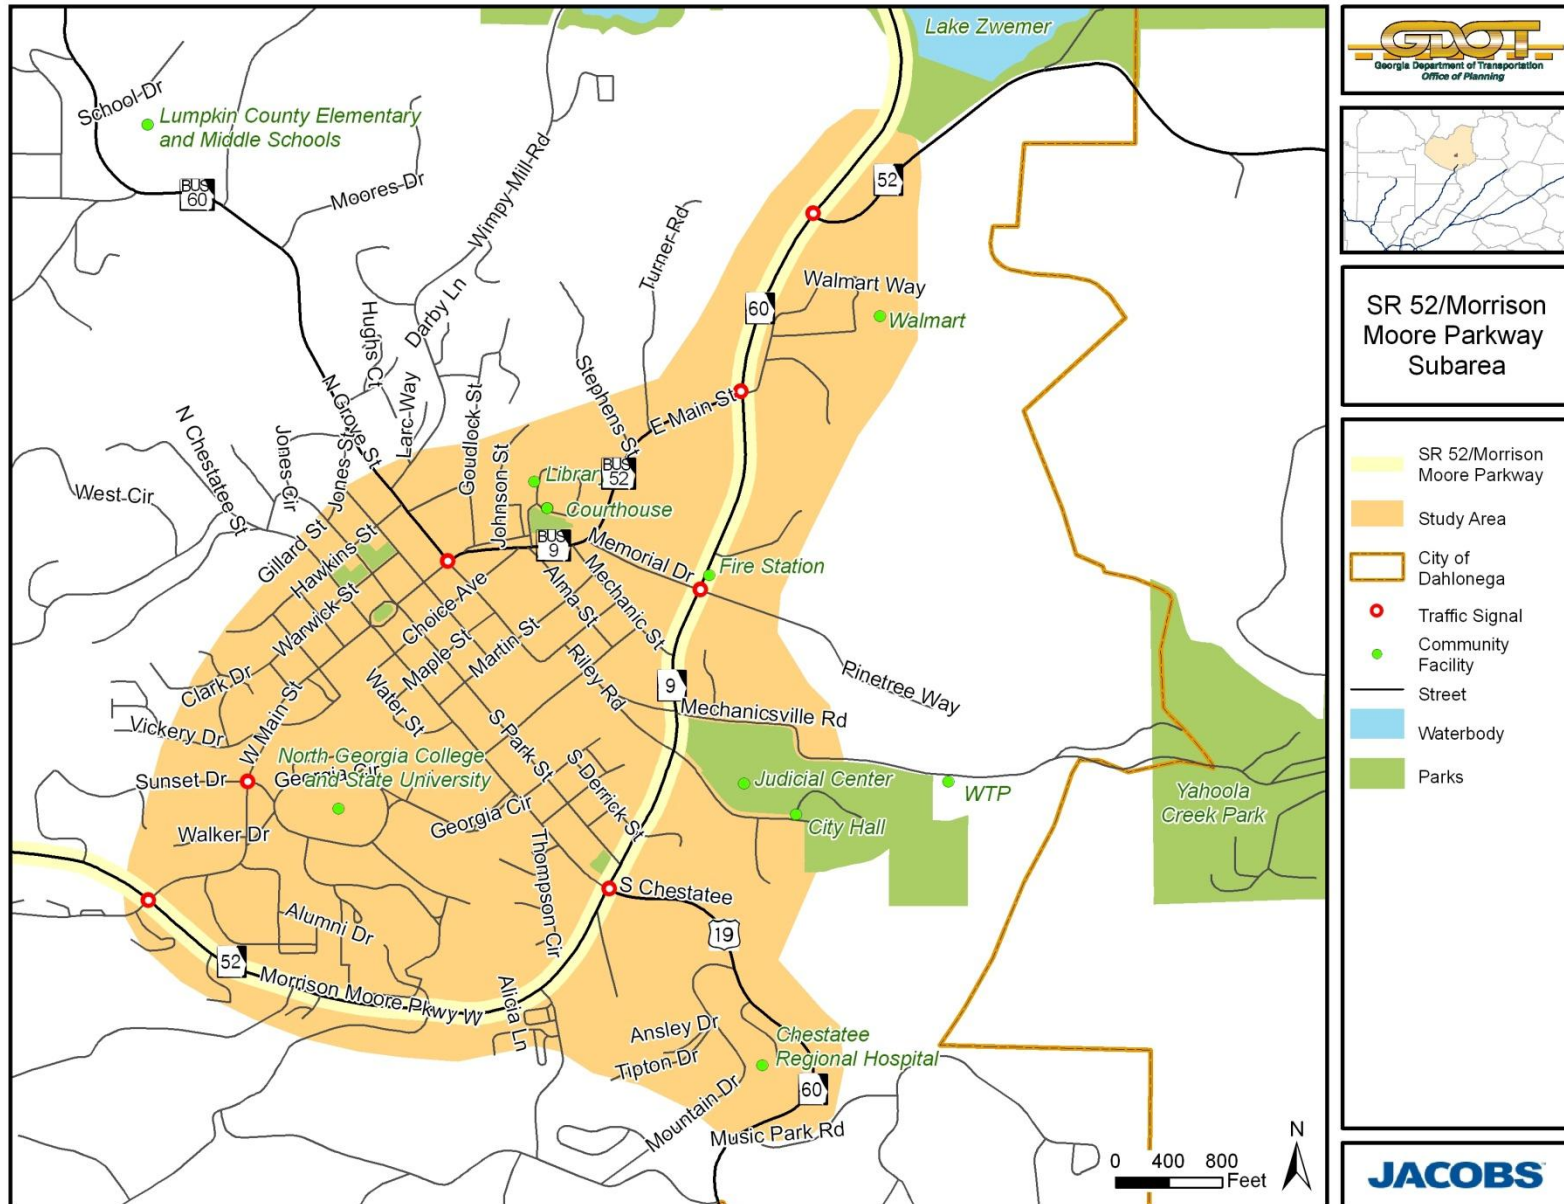 Lake Zwemer
School Dr
Lumpkin County Elementary
and Middle Schools
BUS
60
Moores Dr
Wimpy Mill Rd
52
Turner Rd
Walmart Way
60
Walmart
Darby Ln
Hughs Ct
Stephens St
Larc Way
N Grove St
Goudlock St
E Main St
N Chestatee St
Jones Cir
Jones St
Johnson St
Library
BUS
52
West Cir
Courthouse
Gillard St
Hawkins St
BUS
9
Memorial Dr
Fire Station
Choice Ave
Alma St
Mechanic St
Warwick St
Maple St
Martin St
Riley Rd
Pinetree Way
Clark Dr
Water St
9
Mechanicsville Rd
W Main St
Vickery Dr
S Park St
North Georgia College
and State University
Georgia Cir
Sunset Dr
S Derrick St
Judicial Center
WTP
Yahoola
Creek Park
Walker Dr
Georgia Cir
City Hall
Thompson Cir
S Chestatee
Alumni Dr
19
52
Morrison Moore Pkwy W
Alicia Ln
Ansley Dr
Tipton Dr
Chestatee
Regional Hospital
Mountain Dr
60
Music Park Rd
0 400 800
Feet
N
GDOT
Georgia Department of Transportation
Office of Planning
SR 52/Morrison
Moore Parkway
Subarea
SR 52/Morrison
Moore Parkway
Study Area
City of
Dahlonega
Traffic Signal
Community
Facility
Street
Waterbody
Parks
JACOBS